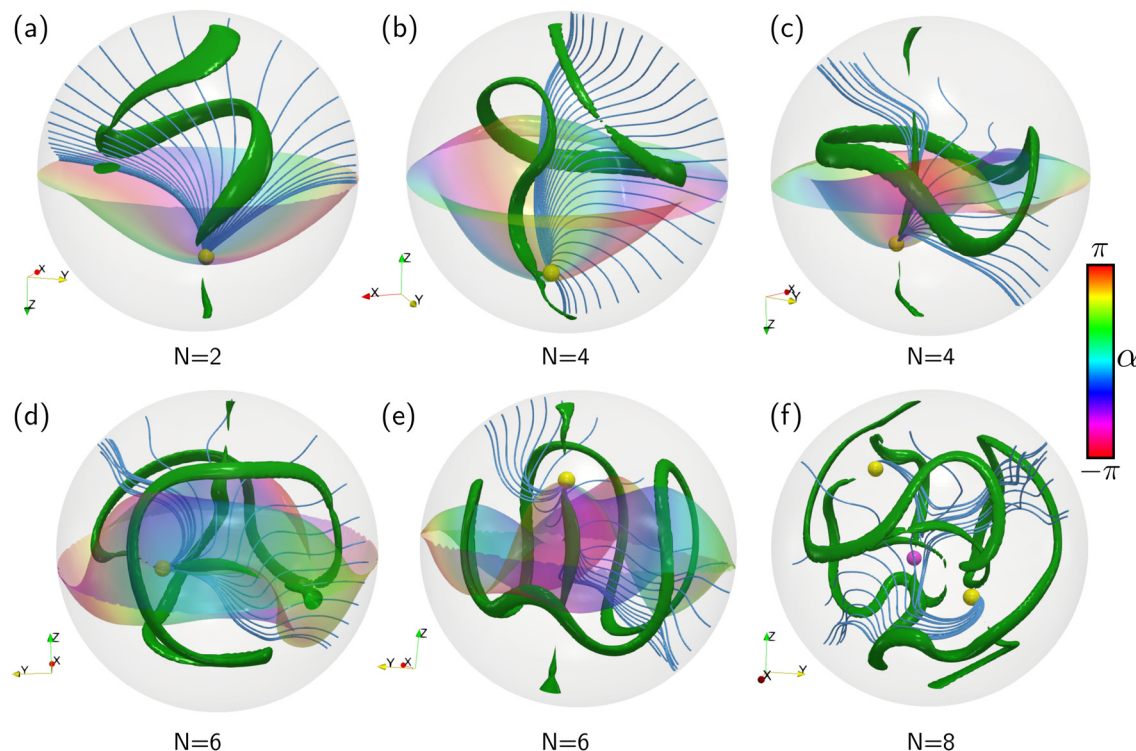 (a)
(b)
(c)
X
Y
Z
Z
X
Y
X
Y
Z
N=2
N=4
N=4
π
α
−π
(d)
(e)
(f)
Z
Y
X
Z
Y
X
Z
X
Y
N=6
N=6
N=8